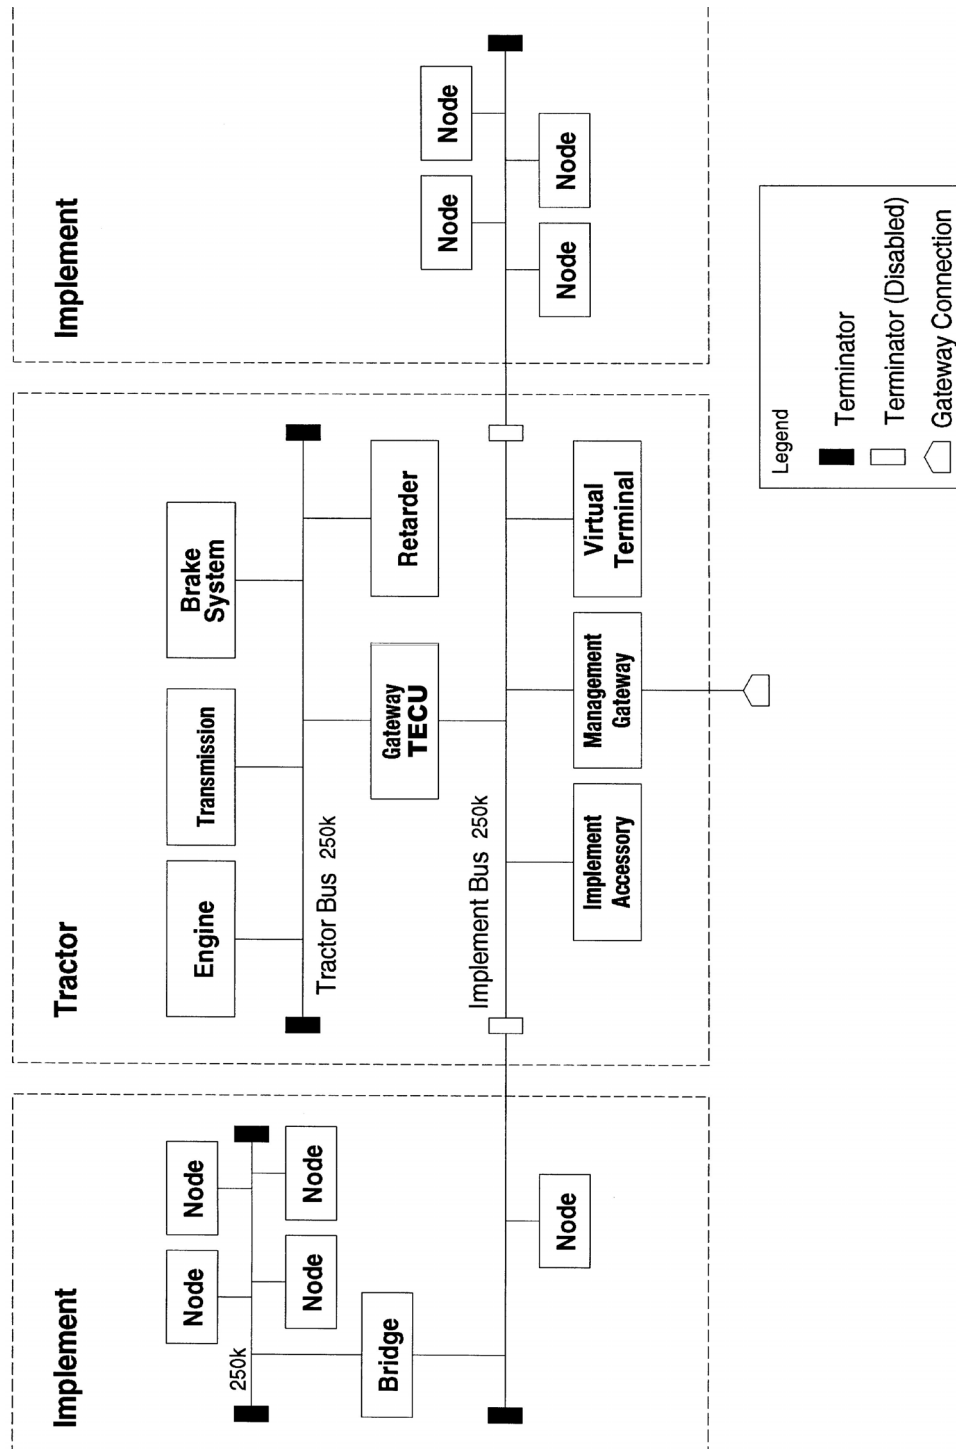 Implement
Node
Node
Node
Node
250k
Bridge
Node
Tractor
Engine
Transmission
Brake
System
Tractor Bus 250k
Gateway
TECU
Retarder
Implement Bus 250k
Implement
Accessory
Management
Gateway
Virtual
Terminal
Implement
Node
Node
Node
Node
Legend
Terminator
Terminator (Disabled)
Gateway Connection